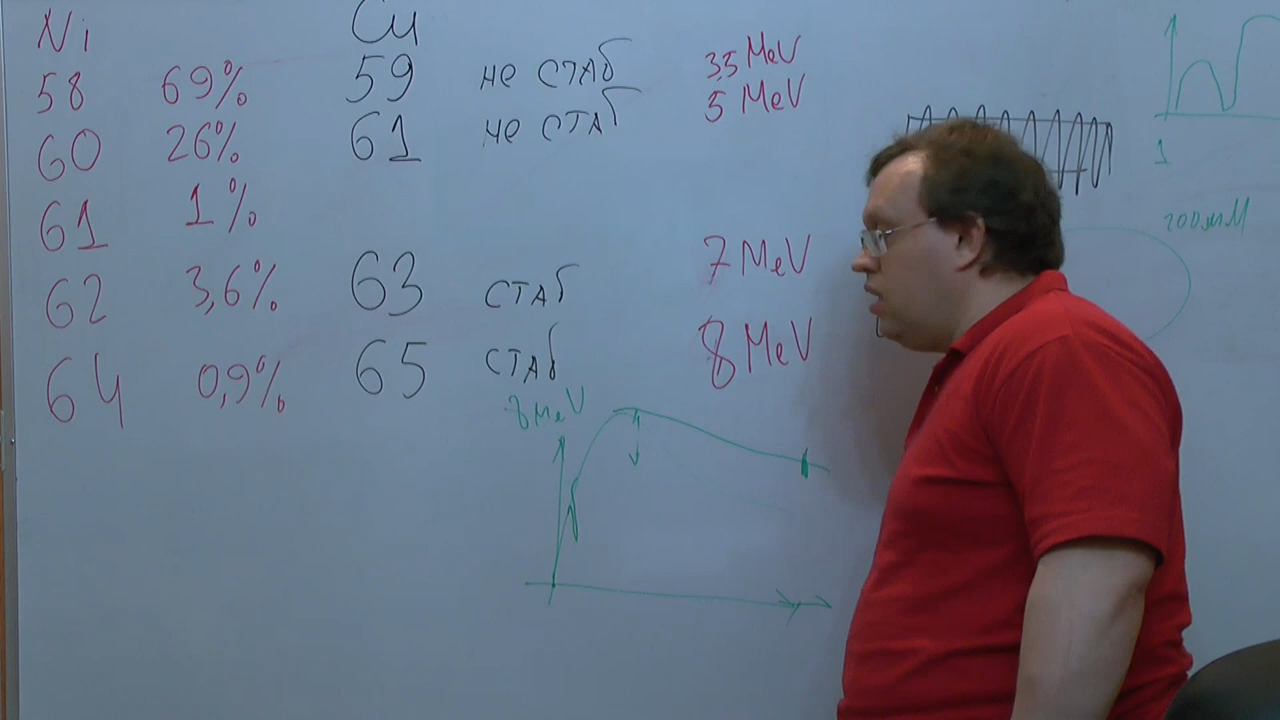 Ni Cu
58 69% 59 не стаб 3,5 MeV
60 26% 61 не стаб 5 MeV
61 1%
62 3,6% 63 стаб 7 MeV
64 0,9% 65 стаб 8 MeV
8 MeV
1